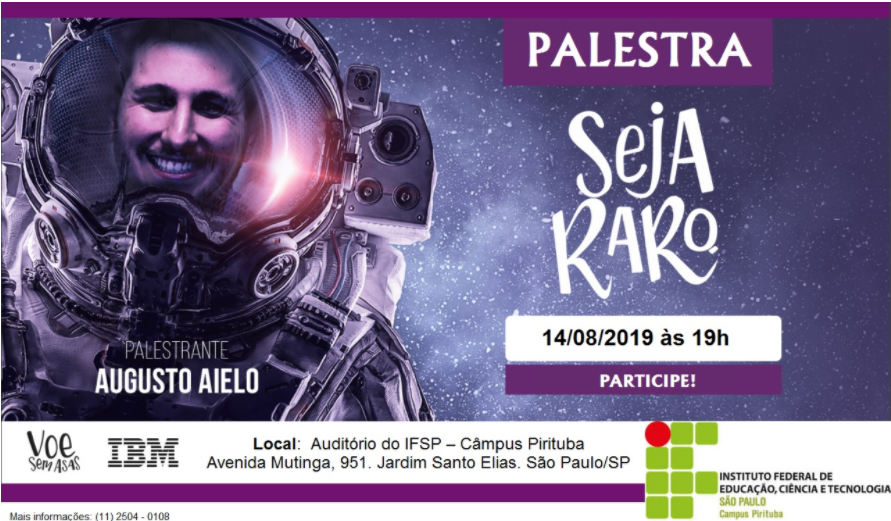 PALESTRA
SejA
RARO.
14/08/2019 às 19h
PARTICIPE!
PALESTRANTE
AUGUSTO AIELO
Voe
Sem ASAS
IBM
Local: Auditório do IFSP – Câmpus Pirituba
Avenida Mutinga, 951. Jardim Santo Elias. São Paulo/SP
INSTITUTO FEDERAL DE
EDUCAÇÃO, CIÊNCIA E TECNOLOGIA
SÃO PAULO
Campus Pirituba
Mais informações: (11) 2504 - 0108